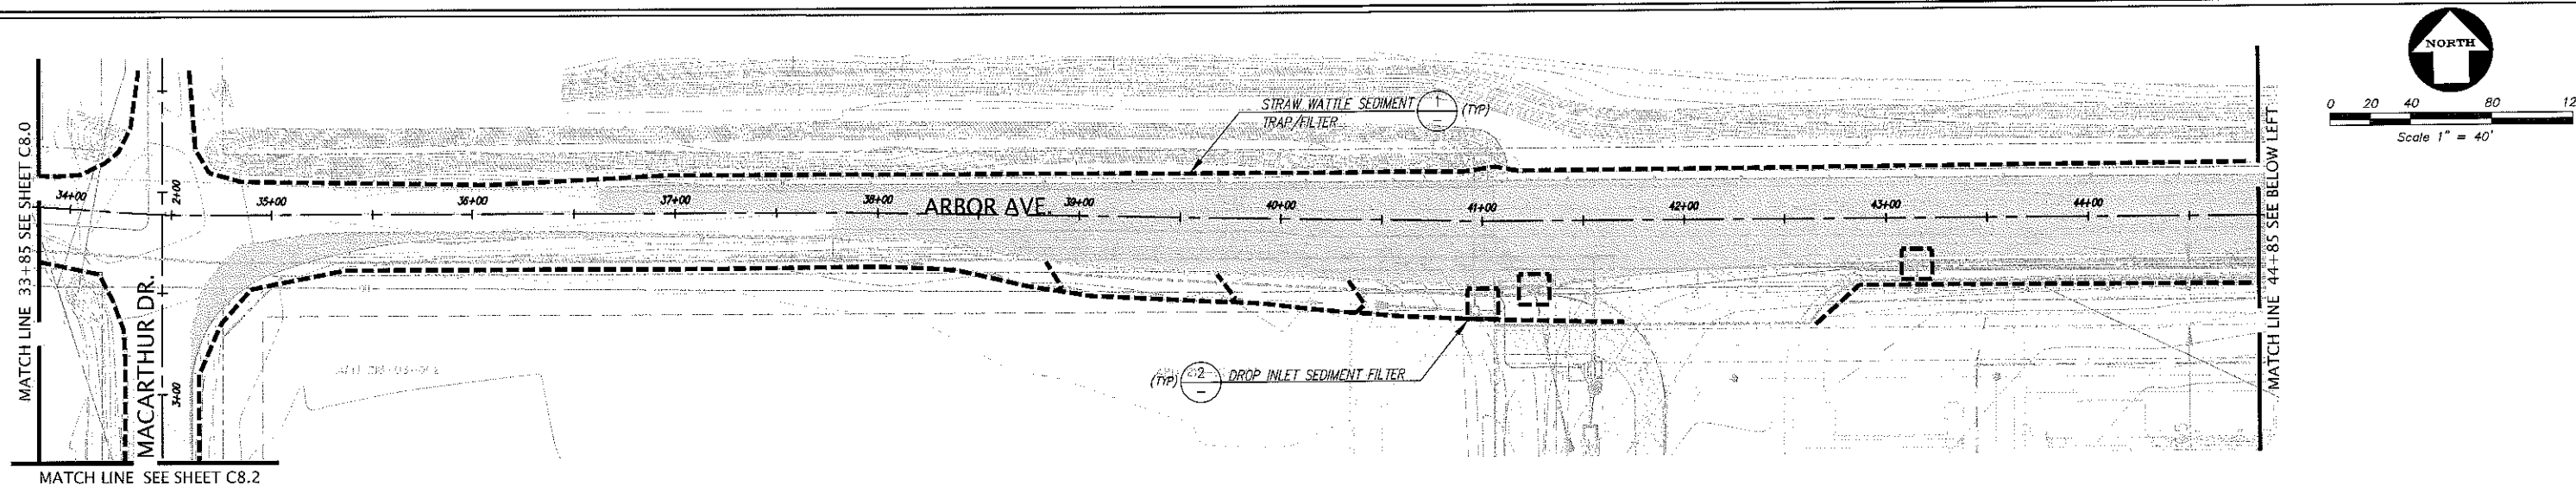 NORTH
0 20 40 80 12
Scale 1" = 40'
MATCH LINE 33+85 SEE SHEET C8.0
STRAW WATTLE SEDIMENT
TRAP/FILTER
1
—
(TYP)
34+00
2+00
35+00
36+00
37+00
38+00
ARBOR AVE.
39+00
40+00
41+00
42+00
43+00
44+00
MATCH LINE 44+85 SEE BELOW LEFT
MACARTHUR DR.
3+00
(TYP)
2
—
DROP INLET SEDIMENT FILTER
MATCH LINE SEE SHEET C8.2